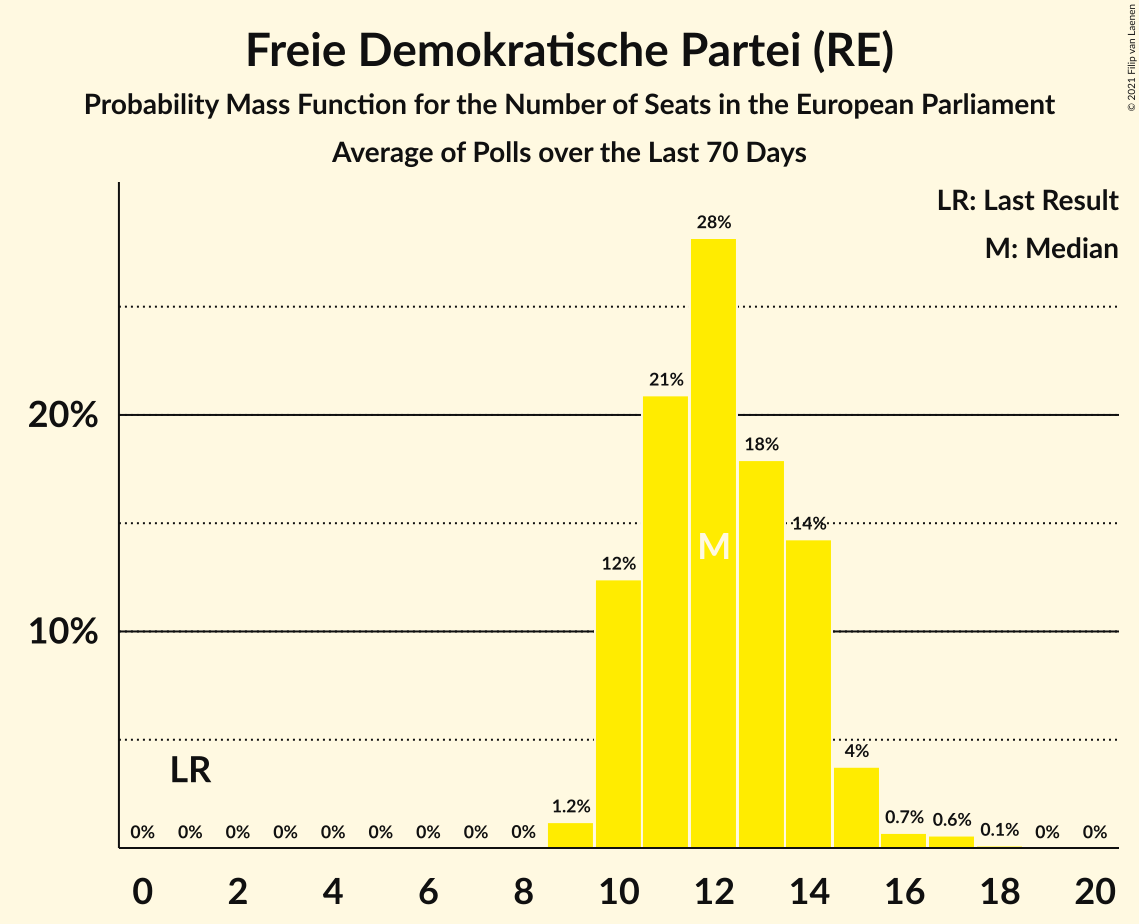 Freie Demokratische Partei (RE)
Probability Mass Function for the Number of Seats in the European Parliament
Average of Polls over the Last 70 Days
© 2021 Filip van Laenen
LR: Last Result
M: Median
28%
21%
20%
18%
14%
M
12%
10%
LR
4%
1.2%
0.7%
0.6%
0.1%
0% 0% 0% 0% 0% 0% 0% 0% 0% 0% 0%
0 2 4 6 8 10 12 14 16 18 20